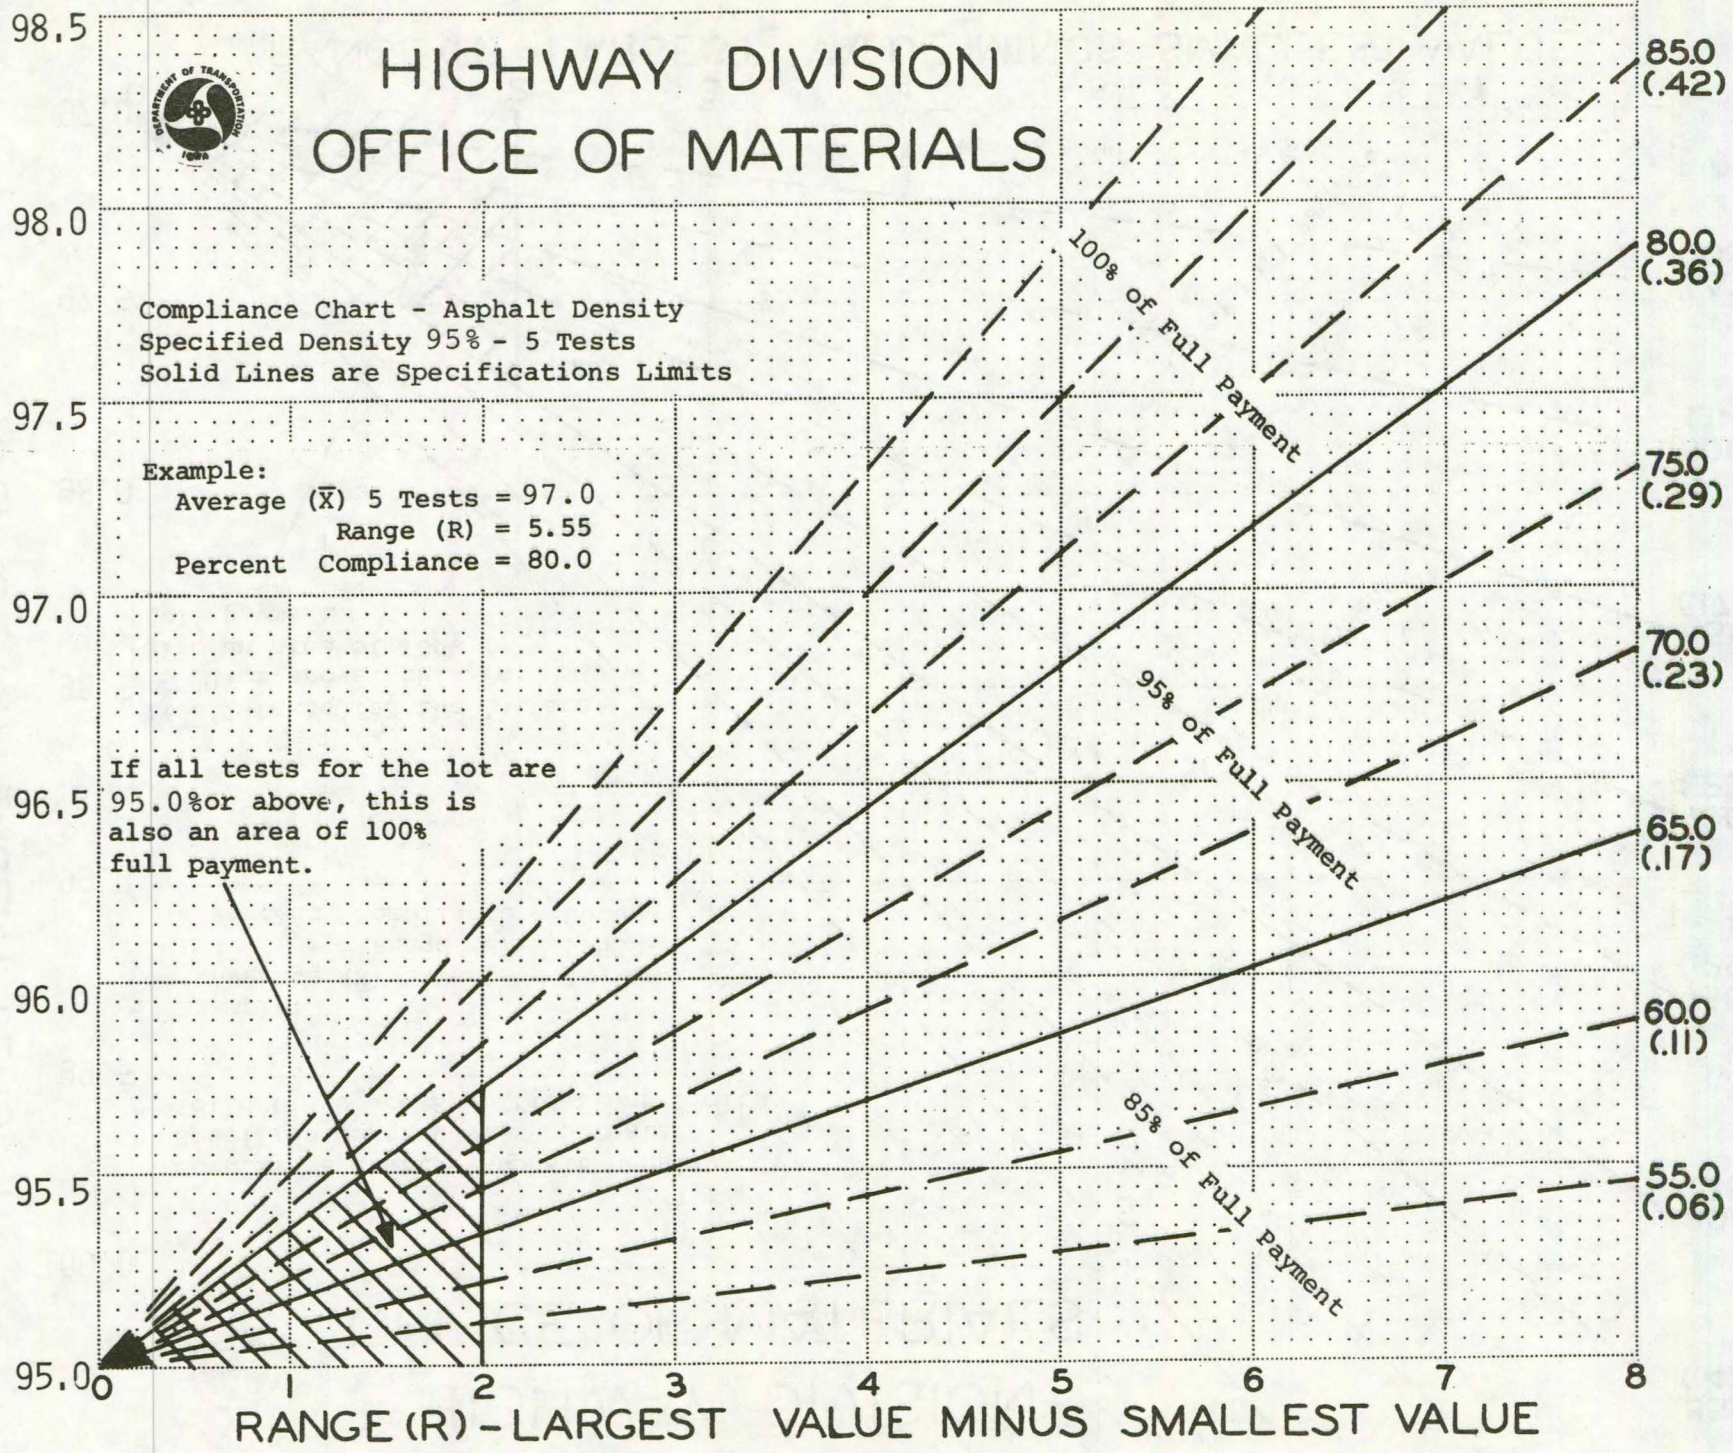 98.5
98.0
97.5
97.0
96.5
96.0
95.5
95.0
DEPARTMENT OF TRANSPORTATION
IOWA
HIGHWAY DIVISION
OFFICE OF MATERIALS
Compliance Chart - Asphalt Density
Specified Density 95% - 5 Tests
Solid Lines are Specifications Limits
Example:
Average (X̅) 5 Tests = 97.0
Range (R) = 5.55
Percent Compliance = 80.0
If all tests for the lot are
95.0%or above, this is
also an area of 100%
full payment.
100% of Full Payment
95% of Full Payment
85% of Full Payment
85.0
(.42)
80.0
(.36)
75.0
(.29)
70.0
(.23)
65.0
(.17)
60.0
(.11)
55.0
(.06)
0 1 2 3 4 5 6 7 8
RANGE (R) - LARGEST VALUE MINUS SMALLEST VALUE